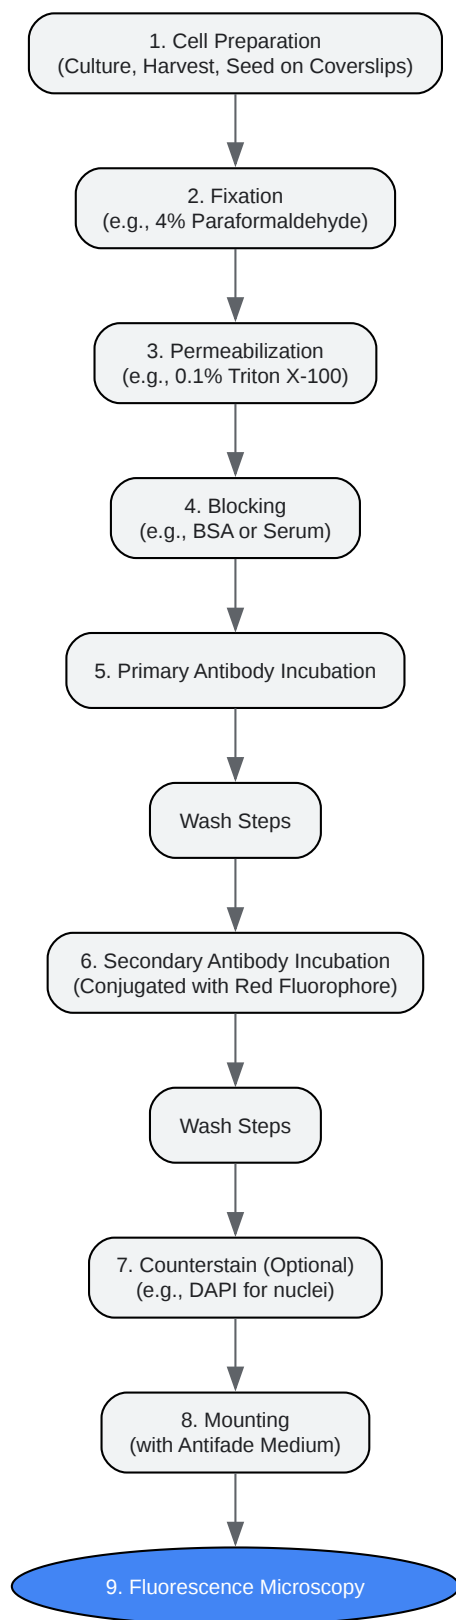 1. Cell Preparation
(Culture, Harvest, Seed on Coverslips)
2. Fixation
(e.g., 4% Paraformaldehyde)
3. Permeabilization
(e.g., 0.1% Triton X-100)
4. Blocking
(e.g., BSA or Serum)
5. Primary Antibody Incubation
Wash Steps
6. Secondary Antibody Incubation
(Conjugated with Red Fluorophore)
Wash Steps
7. Counterstain (Optional)
(e.g., DAPI for nuclei)
8. Mounting
(with Antifade Medium)
9. Fluorescence Microscopy